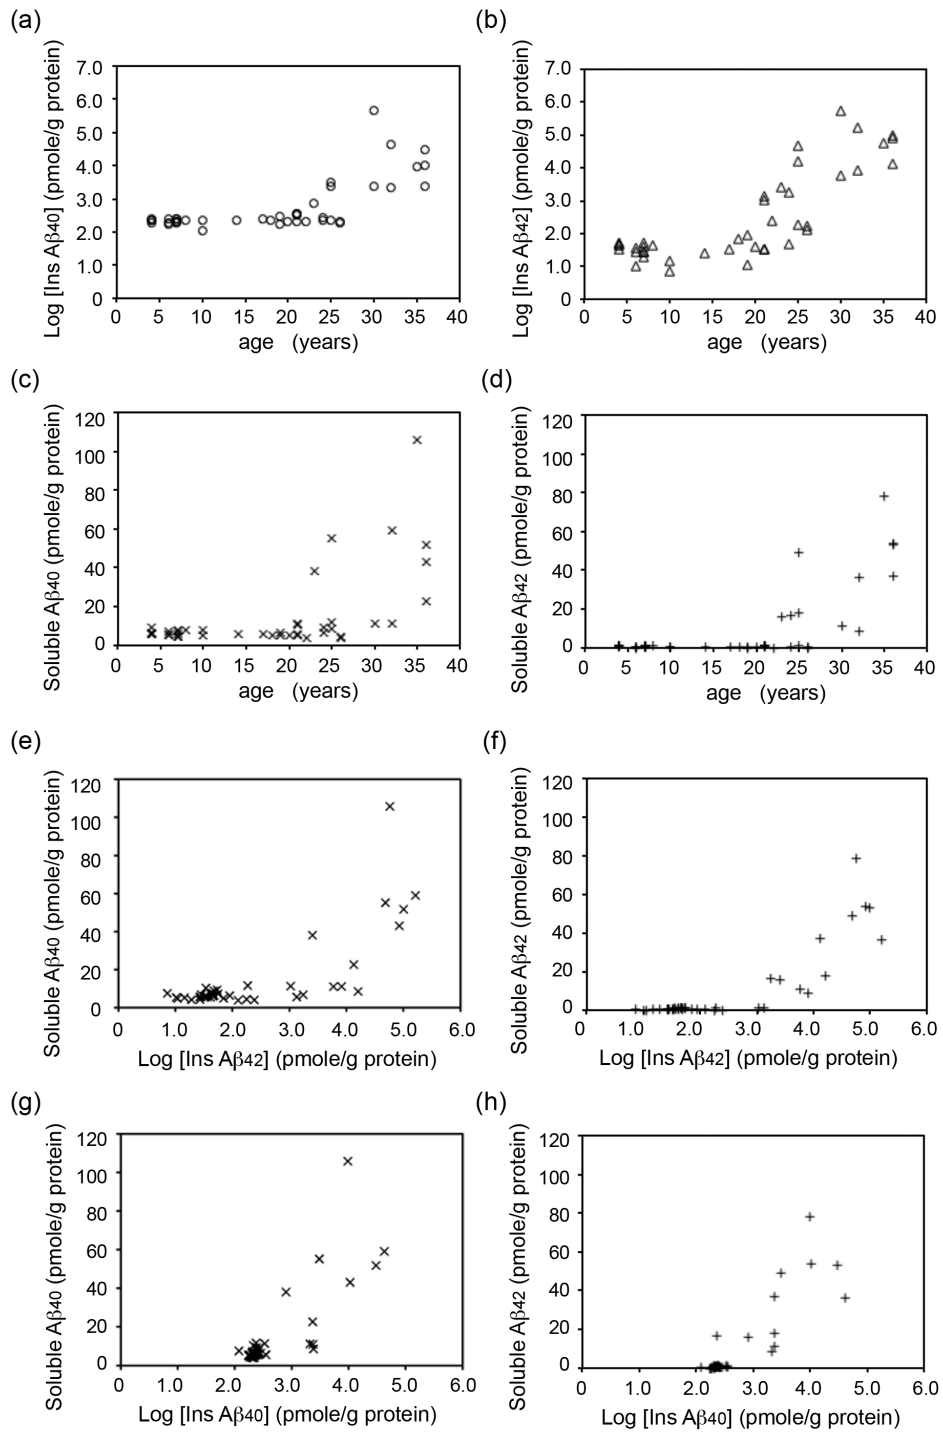 (a)
(b)
Log [Ins Aβ40] (pmole/g protein)
7.0
6.0
5.0
4.0
3.0
2.0
1.0
0
0 5 10 15 20 25 30 35 40
age (years)
Log [Ins Aβ42] (pmole/g protein)
7.0
6.0
5.0
4.0
3.0
2.0
1.0
0
0 5 10 15 20 25 30 35 40
age (years)
(c)
(d)
Soluble Aβ40 (pmole/g protein)
120
100
80
60
40
20
0
0 5 10 15 20 25 30 35 40
age (years)
Soluble Aβ42 (pmole/g protein)
120
100
80
60
40
20
0
0 5 10 15 20 25 30 35 40
age (years)
(e)
(f)
Soluble Aβ40 (pmole/g protein)
120
100
80
60
40
20
0
0 1.0 2.0 3.0 4.0 5.0 6.0
Log [Ins Aβ42] (pmole/g protein)
Soluble Aβ42 (pmole/g protein)
120
100
80
60
40
20
0
0 1.0 2.0 3.0 4.0 5.0 6.0
Log [Ins Aβ42] (pmole/g protein)
(g)
(h)
Soluble Aβ40 (pmole/g protein)
120
100
80
60
40
20
0
0 1.0 2.0 3.0 4.0 5.0 6.0
Log [Ins Aβ40] (pmole/g protein)
Soluble Aβ42 (pmole/g protein)
120
100
80
60
40
20
0
0 1.0 2.0 3.0 4.0 5.0 6.0
Log [Ins Aβ40] (pmole/g protein)